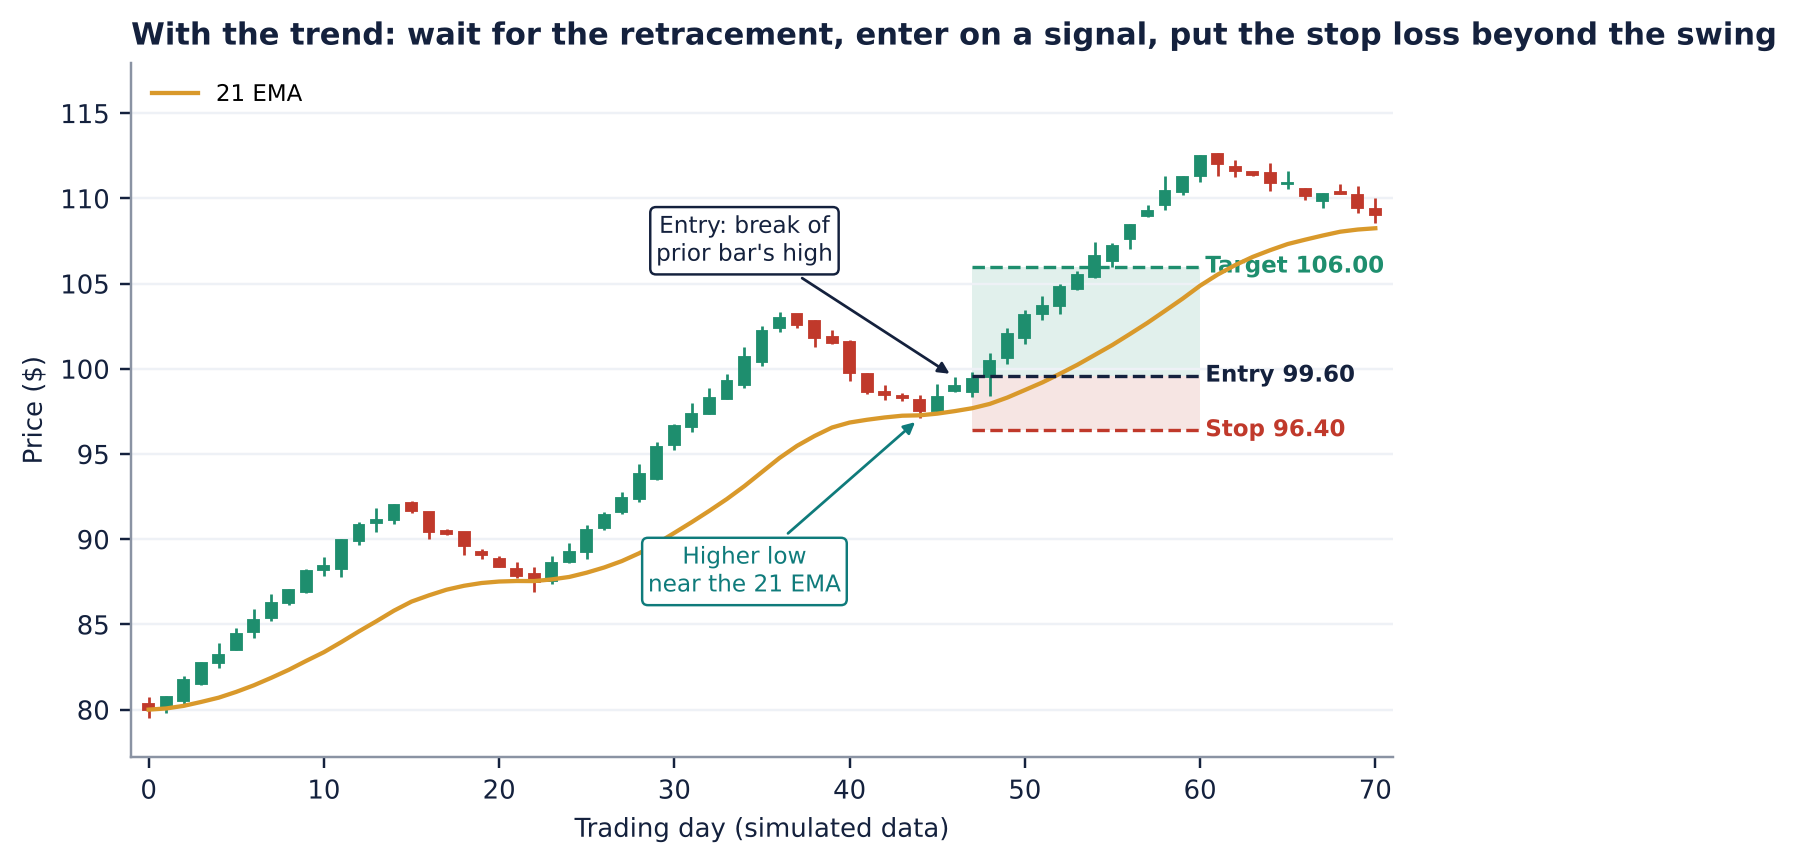 With the trend: wait for the retracement, enter on a signal, put the stop loss beyond the swing
21 EMA
115
110
105
100
95
90
85
80
Price ($)
Entry: break of
prior bar's high
Target 106.00
Entry 99.60
Stop 96.40
Higher low
near the 21 EMA
0
10
20
30
40
50
60
70
Trading day (simulated data)